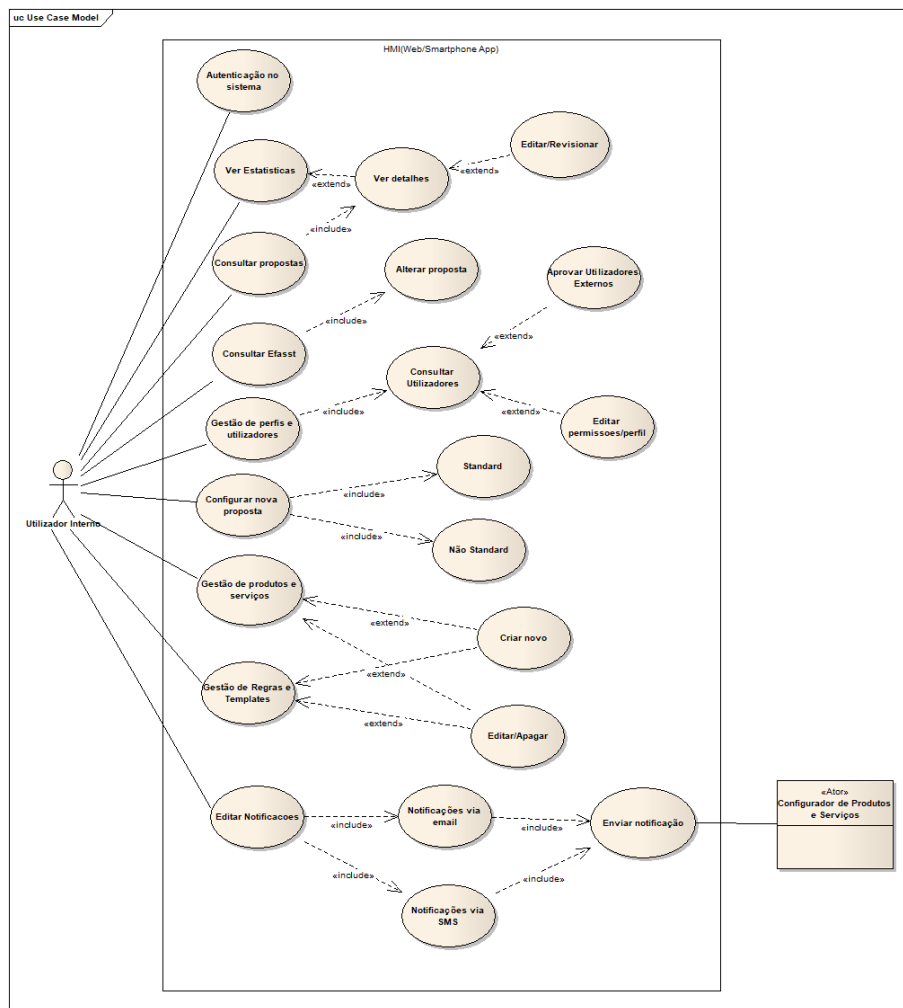 uc Use Case Model
HMI(Web/Smartphone App)
Autenticação no
sistema
Ver Estatisticas
«extend»
Ver detalhes
«extend»
Editar/Revisionar
Consultar propostas
«include»
Alterar proposta
Aprovar Utilizadores
Externos
«include»
«extend»
Consultar Efasst
Consultar
Utilizadores
Gestão de perfis e
utilizadores
«include»
«extend»
Editar
permissoes/perfil
Standard
Utilizador Interno
Configurar nova
proposta
«include»
«include»
Não Standard
Gestão de produtos e
serviços
«extend»
Criar novo
Gestão de Regras e
Templates
«extend»
«extend»
Editar/Apagar
Editar Notificacoes
«include»
Notificações via
email
«include»
Enviar notificação
«Ator»
Configurador de Produtos
e Serviços
«include»
«include»
Notificações via
SMS